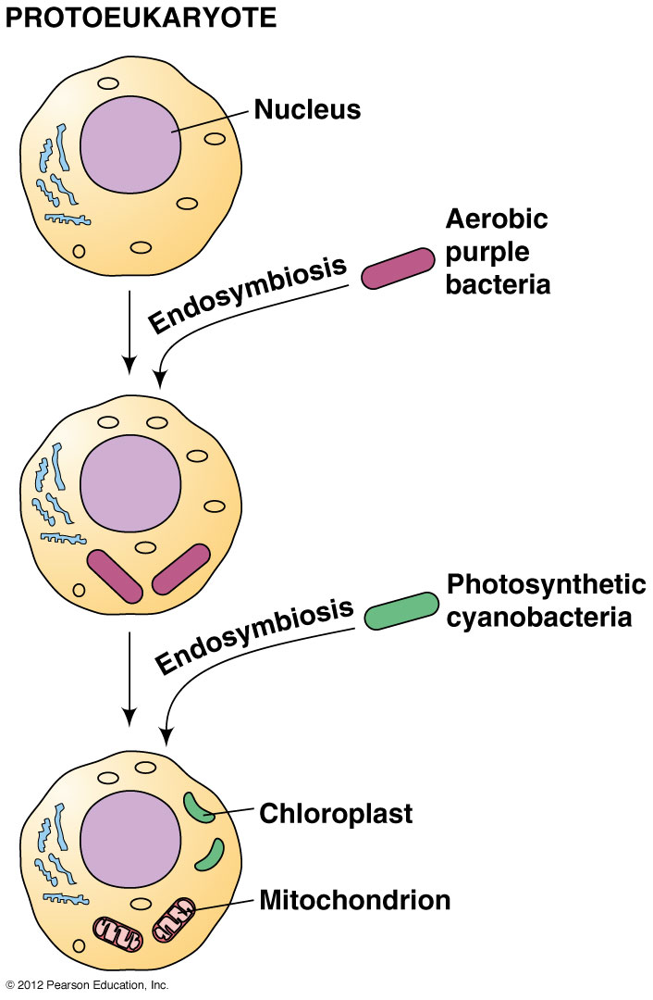 PROTOEUKARYOTE
Nucleus
Aerobic
purple
bacteria
Endosymbiosis
Photosynthetic
cyanobacteria
Endosymbiosis
Chloroplast
Mitochondrion
© 2012 Pearson Education, Inc.